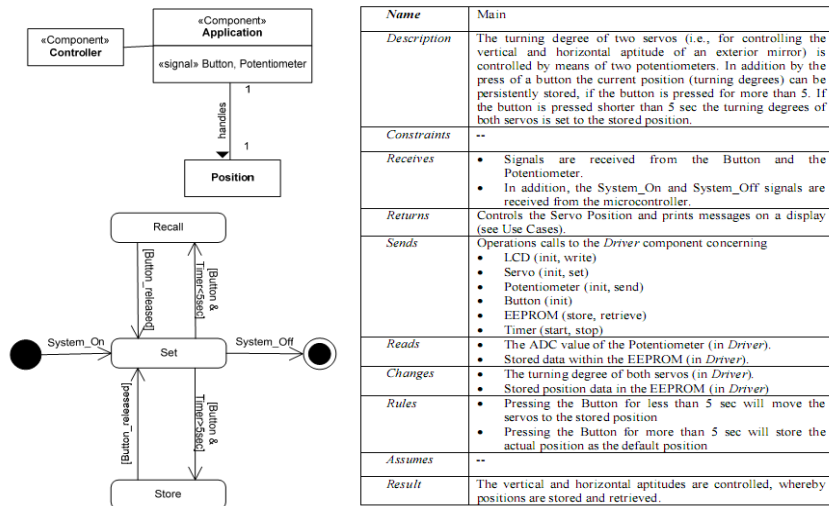 «Component»
Controller
«Component»
Application
«signal» Button, Potentiometer
1
handles
1
Position
Recall
[Button_released]
[Button &
Timer<5sec]
System_On
Set
System_Off
[Button_released]
[Button &
Timer>5sec]
Store
Name Main
Description The turning degree of two servos (i.e., for controlling the
vertical and horizontal aptitude of an exterior mirror) is
controlled by means of two potentiometers. In addition by the
press of a button the current position (turning degrees) can be
persistently stored, if the button is pressed for more than 5. If
the button is pressed shorter than 5 sec the turning degrees of
both servos is set to the stored position.
Constraints --
Receives • Signals are received from the Button and the
Potentiometer.
• In addition, the System_On and System_Off signals are
received from the microcontroller.
Returns Controls the Servo Position and prints messages on a display
(see Use Cases).
Sends Operations calls to the Driver component concerning
• LCD (init, write)
• Servo (init, set)
• Potentiometer (init, send)
• Button (init)
• EEPROM (store, retrieve)
• Timer (start, stop)
Reads • The ADC value of the Potentiometer (in Driver).
• Stored data within the EEPROM (in Driver).
Changes • The turning degree of both servos (in Driver).
• Stored position data in the EEPROM (in Driver)
Rules • Pressing the Button for less than 5 sec will move the
servos to the stored position
• Pressing the Button for more than 5 sec will store the
actual position as the default position
Assumes --
Result The vertical and horizontal aptitudes are controlled, whereby
positions are stored and retrieved.